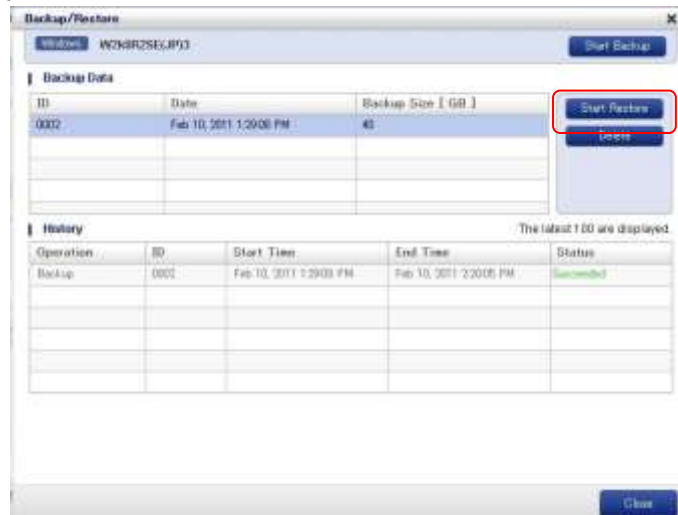 Backup/Restore
Windows W2k8R2SE(JP)3 Start Backup
Backup Data
ID Date Backup Size [ GB ]
Start Restore
0002 Feb 10, 2011 1:29:08 PM 40
Delete
History The latest 100 are displayed.
Operation ID Start Time End Time Status
Backup 0002 Feb 10, 2011 1:29:08 PM Feb 10, 2011 2:20:05 PM Succeeded
Close